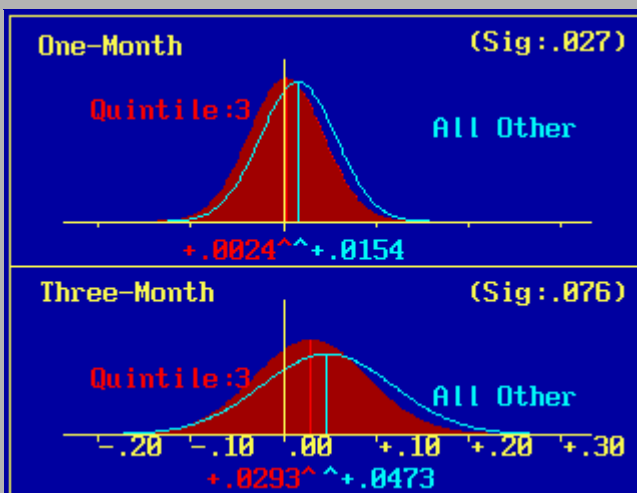 One-Month (Sig:.027)
Quintile:3
All Other
+.0024^^+.0154
Three-Month (Sig:.076)
Quintile:3
All Other
-.20 -.10 .00 +.10 +.20 +.30
+.0293^^+.0473